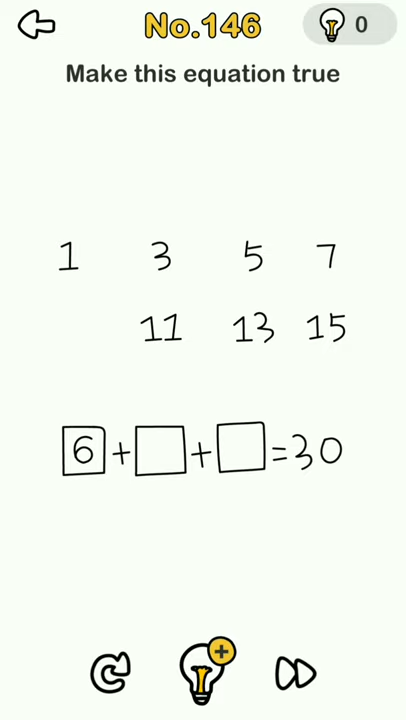 No.146
0
Make this equation true
1 3 5 7
11 13 15
6+□+□=30